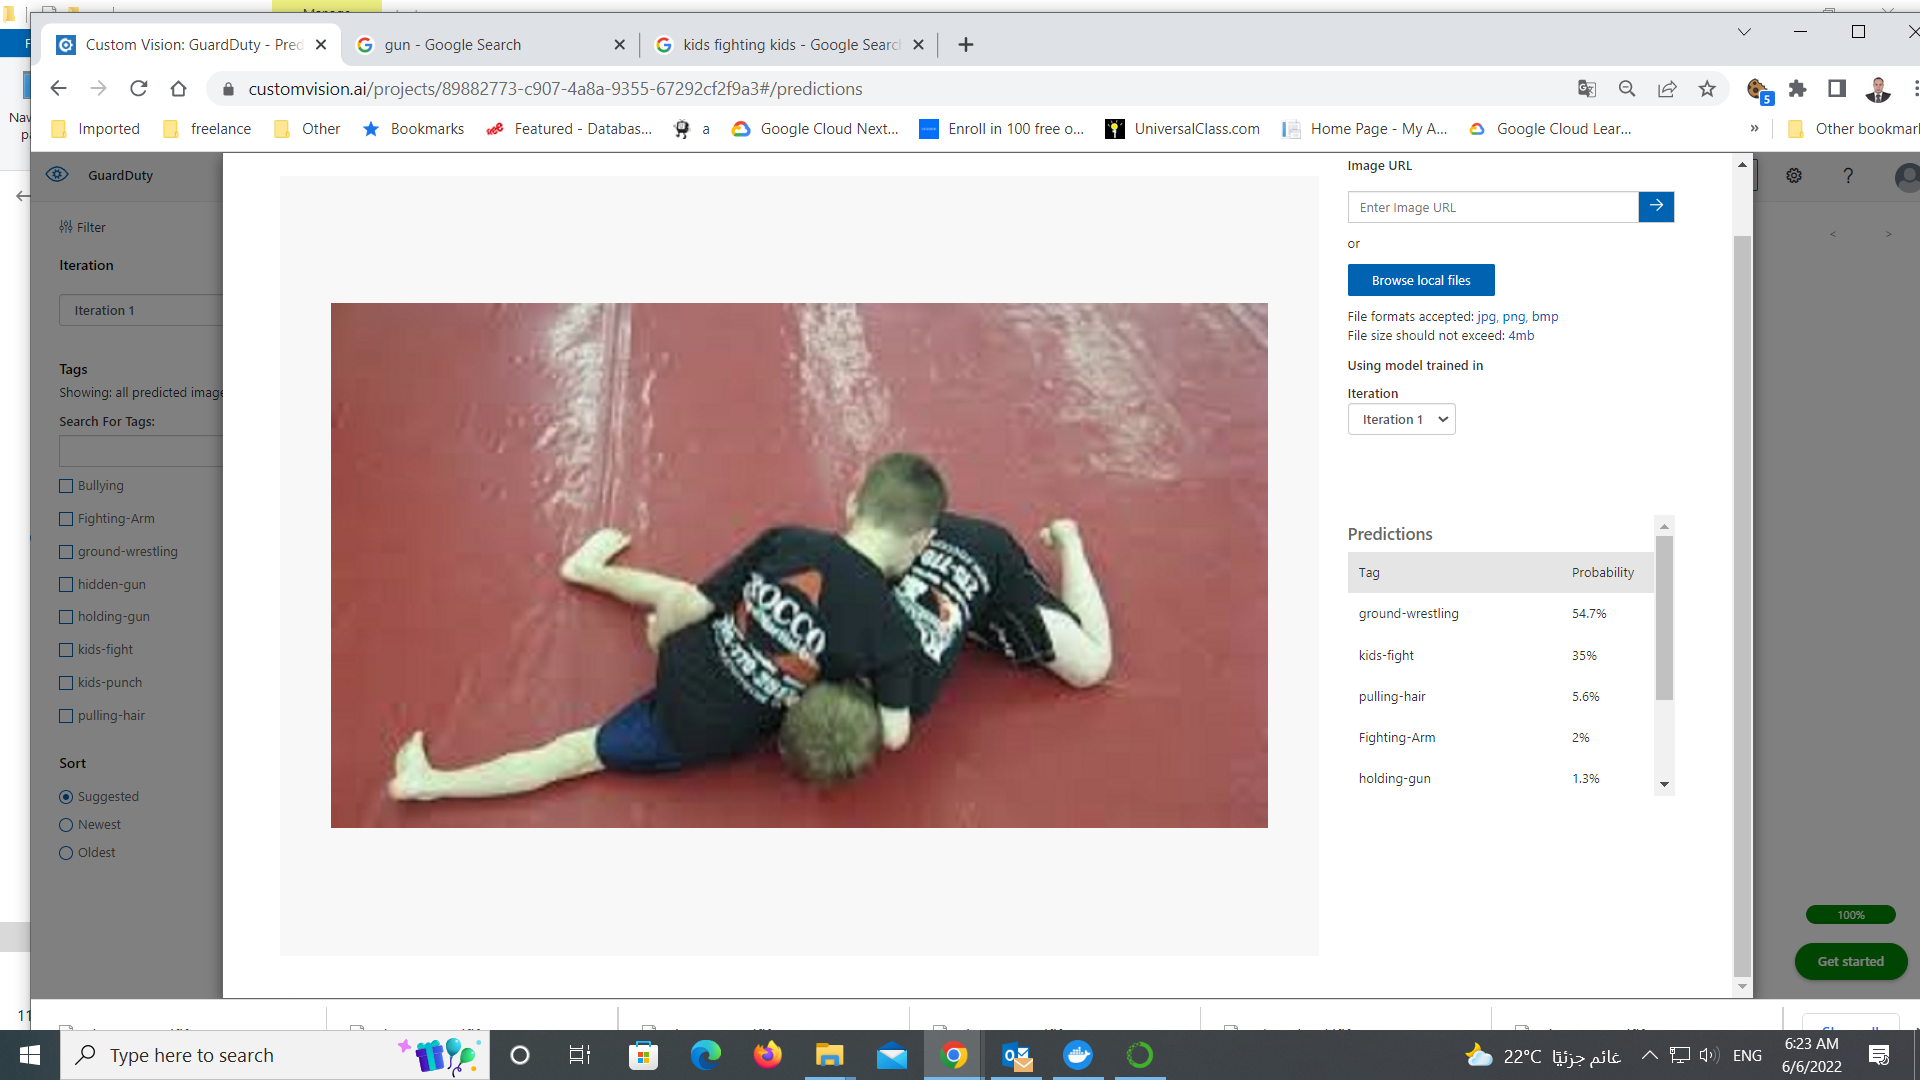 Custom Vision: GuardDuty - Pred
gun - Google Search
kids fighting kids - Google Search
customvision.ai/projects/89882773-c907-4a8a-9355-67292cf2f9a3#/predictions
5
Imported
freelance
Other
Bookmarks
Featured - Databas...
a
Google Cloud Next...
Enroll in 100 free o...
UniversalClass.com
Home Page - My A...
Google Cloud Lear...
»
Other bookmark
GuardDuty
?
Filter
Iteration
Iteration 1
Tags
Showing: all predicted image
Search For Tags:
Bullying
Fighting-Arm
ground-wrestling
hidden-gun
holding-gun
kids-fight
kids-punch
pulling-hair
Sort
Suggested
Newest
Oldest
ROCCO
Image URL
Enter Image URL
or
Browse local files
File formats accepted: jpg, png, bmp
File size should not exceed: 4mb
Using model trained in
Iteration
Iteration 1
Predictions
Tag Probability
ground-wrestling 54.7%
kids-fight 35%
pulling-hair 5.6%
Fighting-Arm 2%
holding-gun 1.3%
< >
100%
Get started
11
Type here to search
22°C غائم جزئيًا
ENG
6:23 AM
6/6/2022